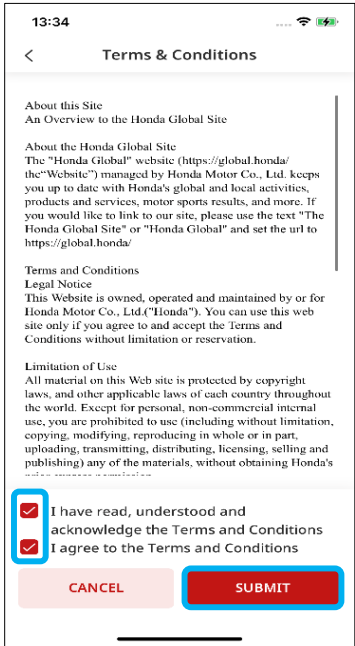 13:34
Terms & Conditions
About this Site
An Overview to the Honda Global Site
About the Honda Global Site
The "Honda Global" website (https://global.honda/
the“Website”) managed by Honda Motor Co., Ltd. keeps
you up to date with Honda's global and local activities,
products and services, motor sports results, and more. If
you would like to link to our site, please use the text "The
Honda Global Site" or "Honda Global" and set the url to
https://global.honda/
Terms and Conditions
Legal Notice
This Website is owned, operated and maintained by or for
Honda Motor Co., Ltd.("Honda"). You can use this web
site only if you agree to and accept the Terms and
Conditions without limitation or reservation.
Limitation of Use
All material on this Web site is protected by copyright
laws, and other applicable laws of each country throughout
the world. Except for personal, non-commercial internal
use, you are prohibited to use (including without limitation,
copying, modifying, reproducing in whole or in part,
uploading, transmitting, distributing, licensing, selling and
publishing) any of the materials, without obtaining Honda's
I have read, understood and
acknowledge the Terms and Conditions
I agree to the Terms and Conditions
CANCEL
SUBMIT